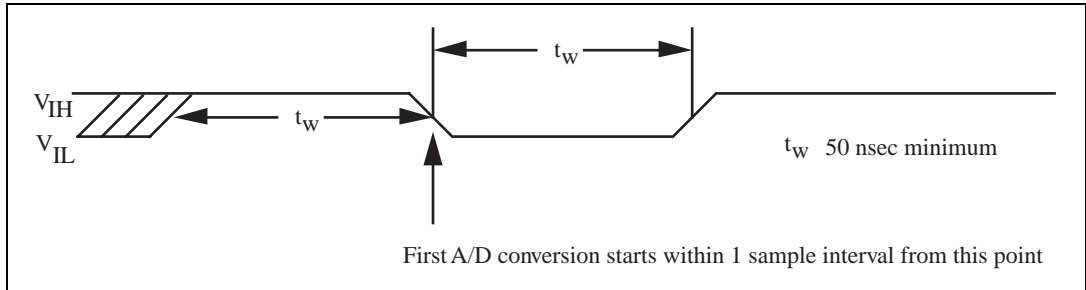 t_W
V_IH
t_W
V_IL
t_W 50 nsec minimum
First A/D conversion starts within 1 sample interval from this point